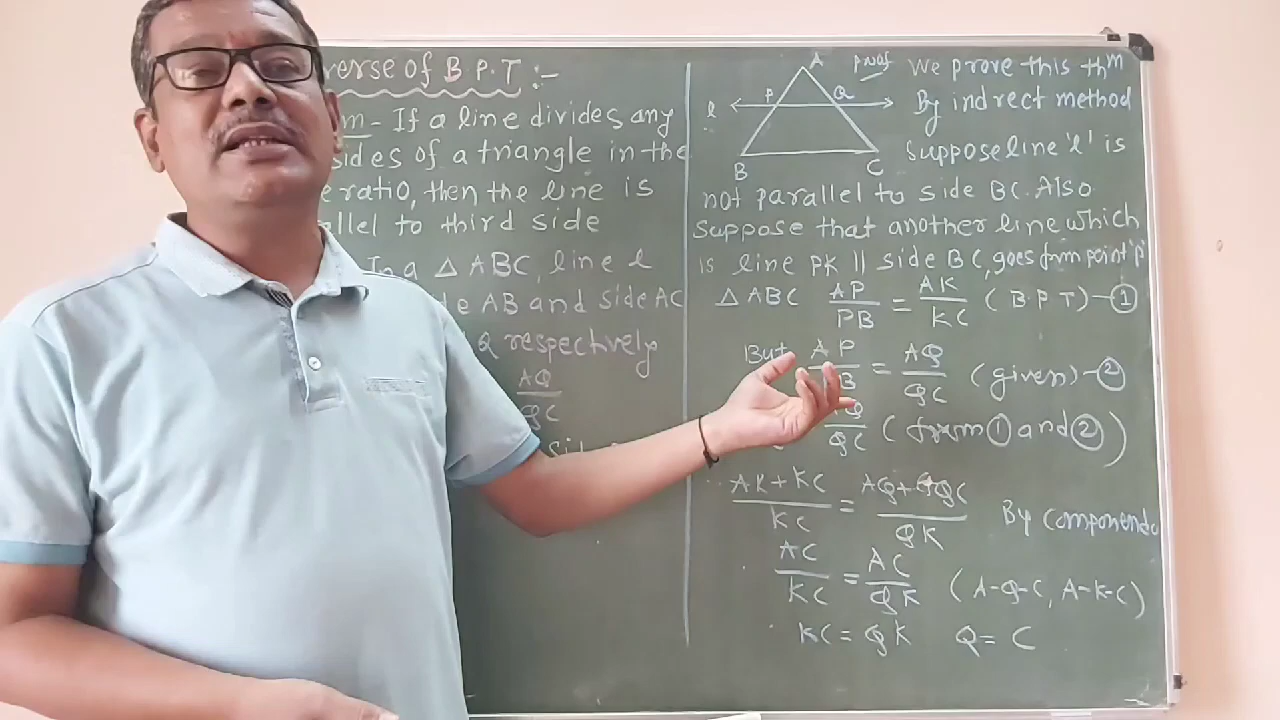 verse of B P.T :-
m - If a line divides any
sides of a triangle in the
e ratio, then the line is
allel to third side
In a △ ABC, line l
AB and side AC
Q respectively
AQ
QC
A
P
Q
l
B
C
proof We prove this thm
By indirect method
suppose line 'l' is
not parallel to side BC. Also
suppose that another line which
is line PK || side BC, goes from point 'p'
△ ABC AP/PB = AK/KC (B.P.T) — ①
But AP/B = AQ/QC (given) — ②
Q/QC (from ① and ②)
AK+KC/KC = AQ+QC/QK By componendo
AC/KC = AC/QK (A-Q-C, A-K-C)
KC = QK Q = C